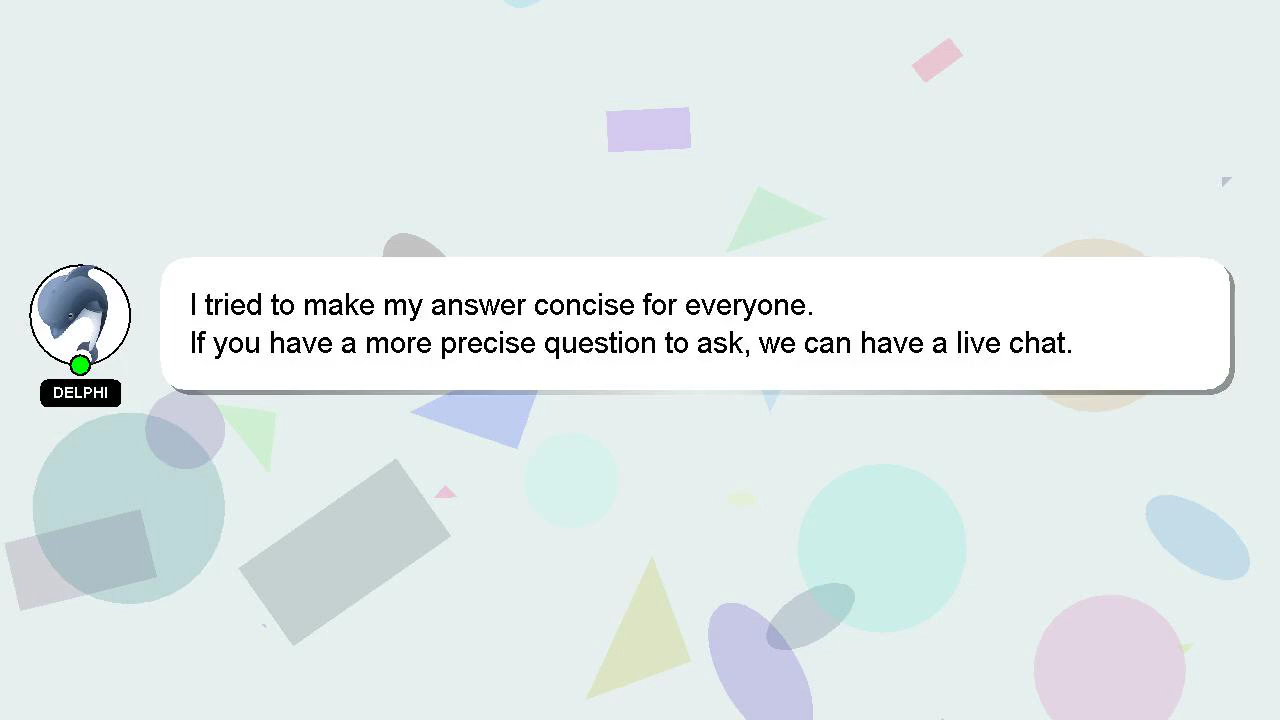 I tried to make my answer concise for everyone.
If you have a more precise question to ask, we can have a live chat.
DELPHI